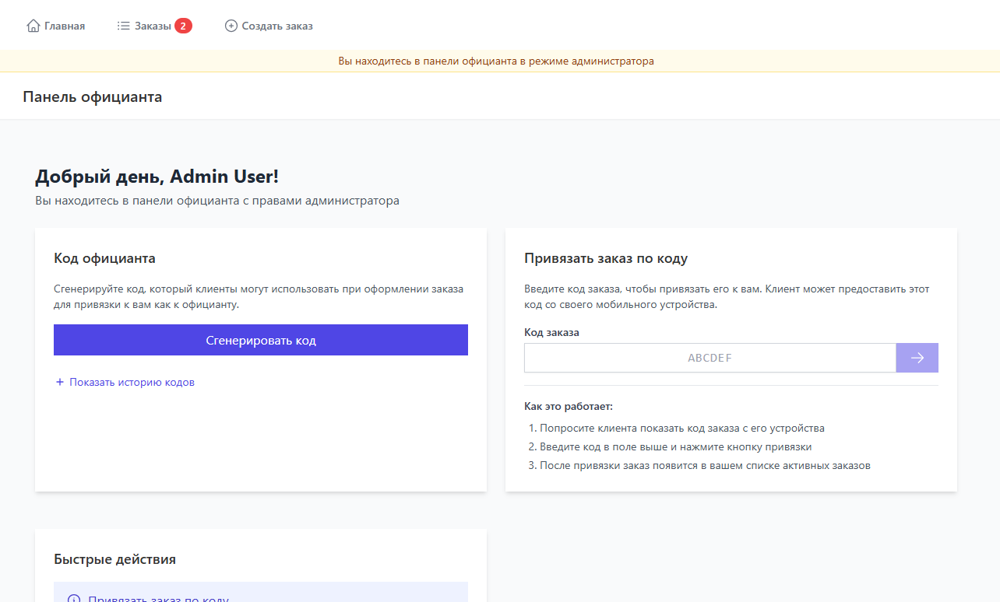 Главная
Заказы 2
Создать заказ
Вы находитесь в панели официанта в режиме администратора
Панель официанта
Добрый день, Admin User!
Вы находитесь в панели официанта с правами администратора
Код официанта
Сгенерируйте код, который клиенты могут использовать при оформлении заказа
для привязки к вам как к официанту.
Сгенерировать код
+ Показать историю кодов
Привязать заказ по коду
Введите код заказа, чтобы привязать его к вам. Клиент может предоставить этот
код со своего мобильного устройства.
Код заказа
ABCDEF
Как это работает:
1. Попросите клиента показать код заказа с его устройства
2. Введите код в поле выше и нажмите кнопку привязки
3. После привязки заказ появится в вашем списке активных заказов
Быстрые действия
Привязать заказ по коду